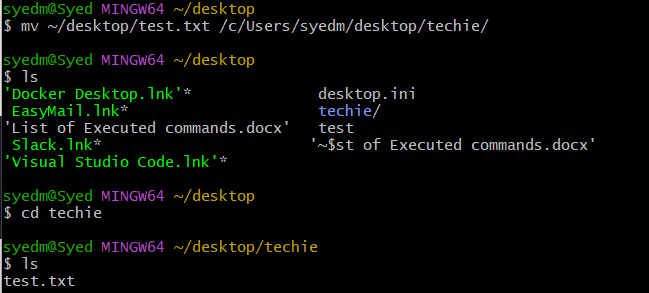 syedm@Syed MINGW64 ~/desktop
$ mv ~/desktop/test.txt /c/Users/syedm/desktop/techie/
syedm@Syed MINGW64 ~/desktop
$ ls
'Docker Desktop.lnk'* desktop.ini
EasyMail.lnk* techie/
'List of Executed commands.docx' test
Slack.lnk* '~$st of Executed commands.docx'
'Visual Studio Code.lnk'*
syedm@Syed MINGW64 ~/desktop
$ cd techie
syedm@Syed MINGW64 ~/desktop/techie
$ ls
test.txt